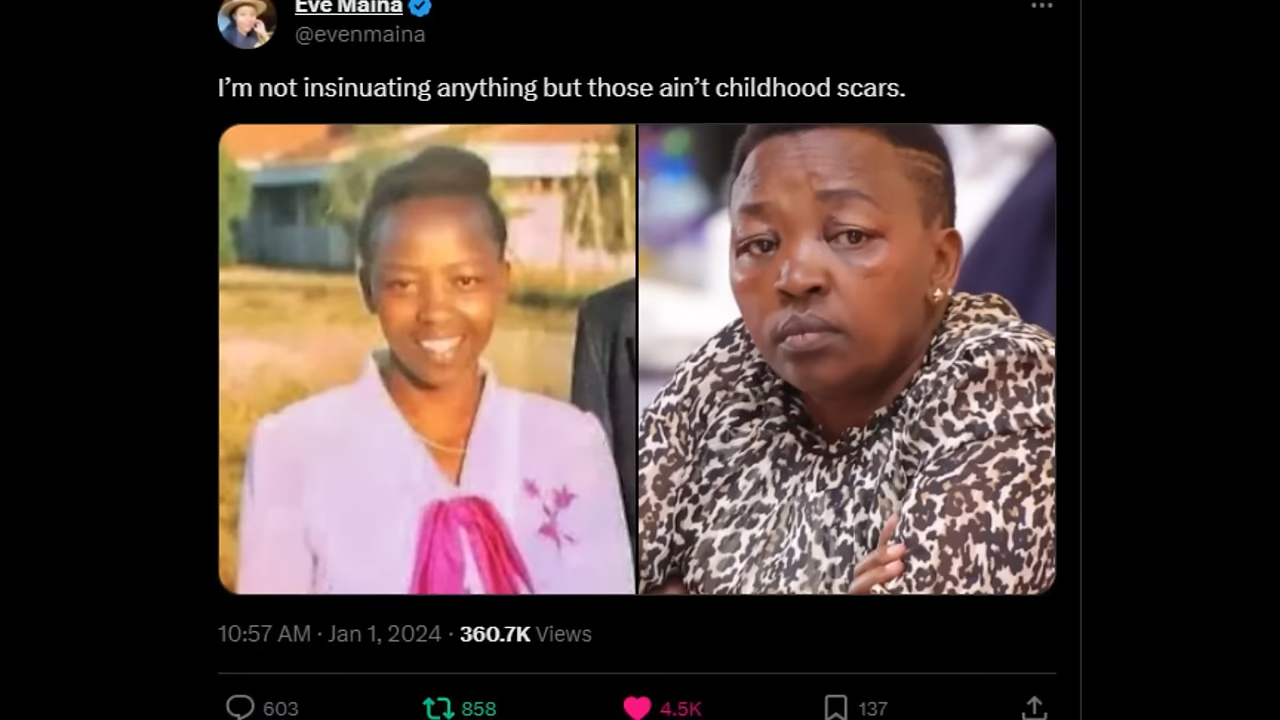 Eve Maina
@evenmaina
I’m not insinuating anything but those ain’t childhood scars.
10:57 AM · Jan 1, 2024 · 360.7K Views
603 858 4.5K 137